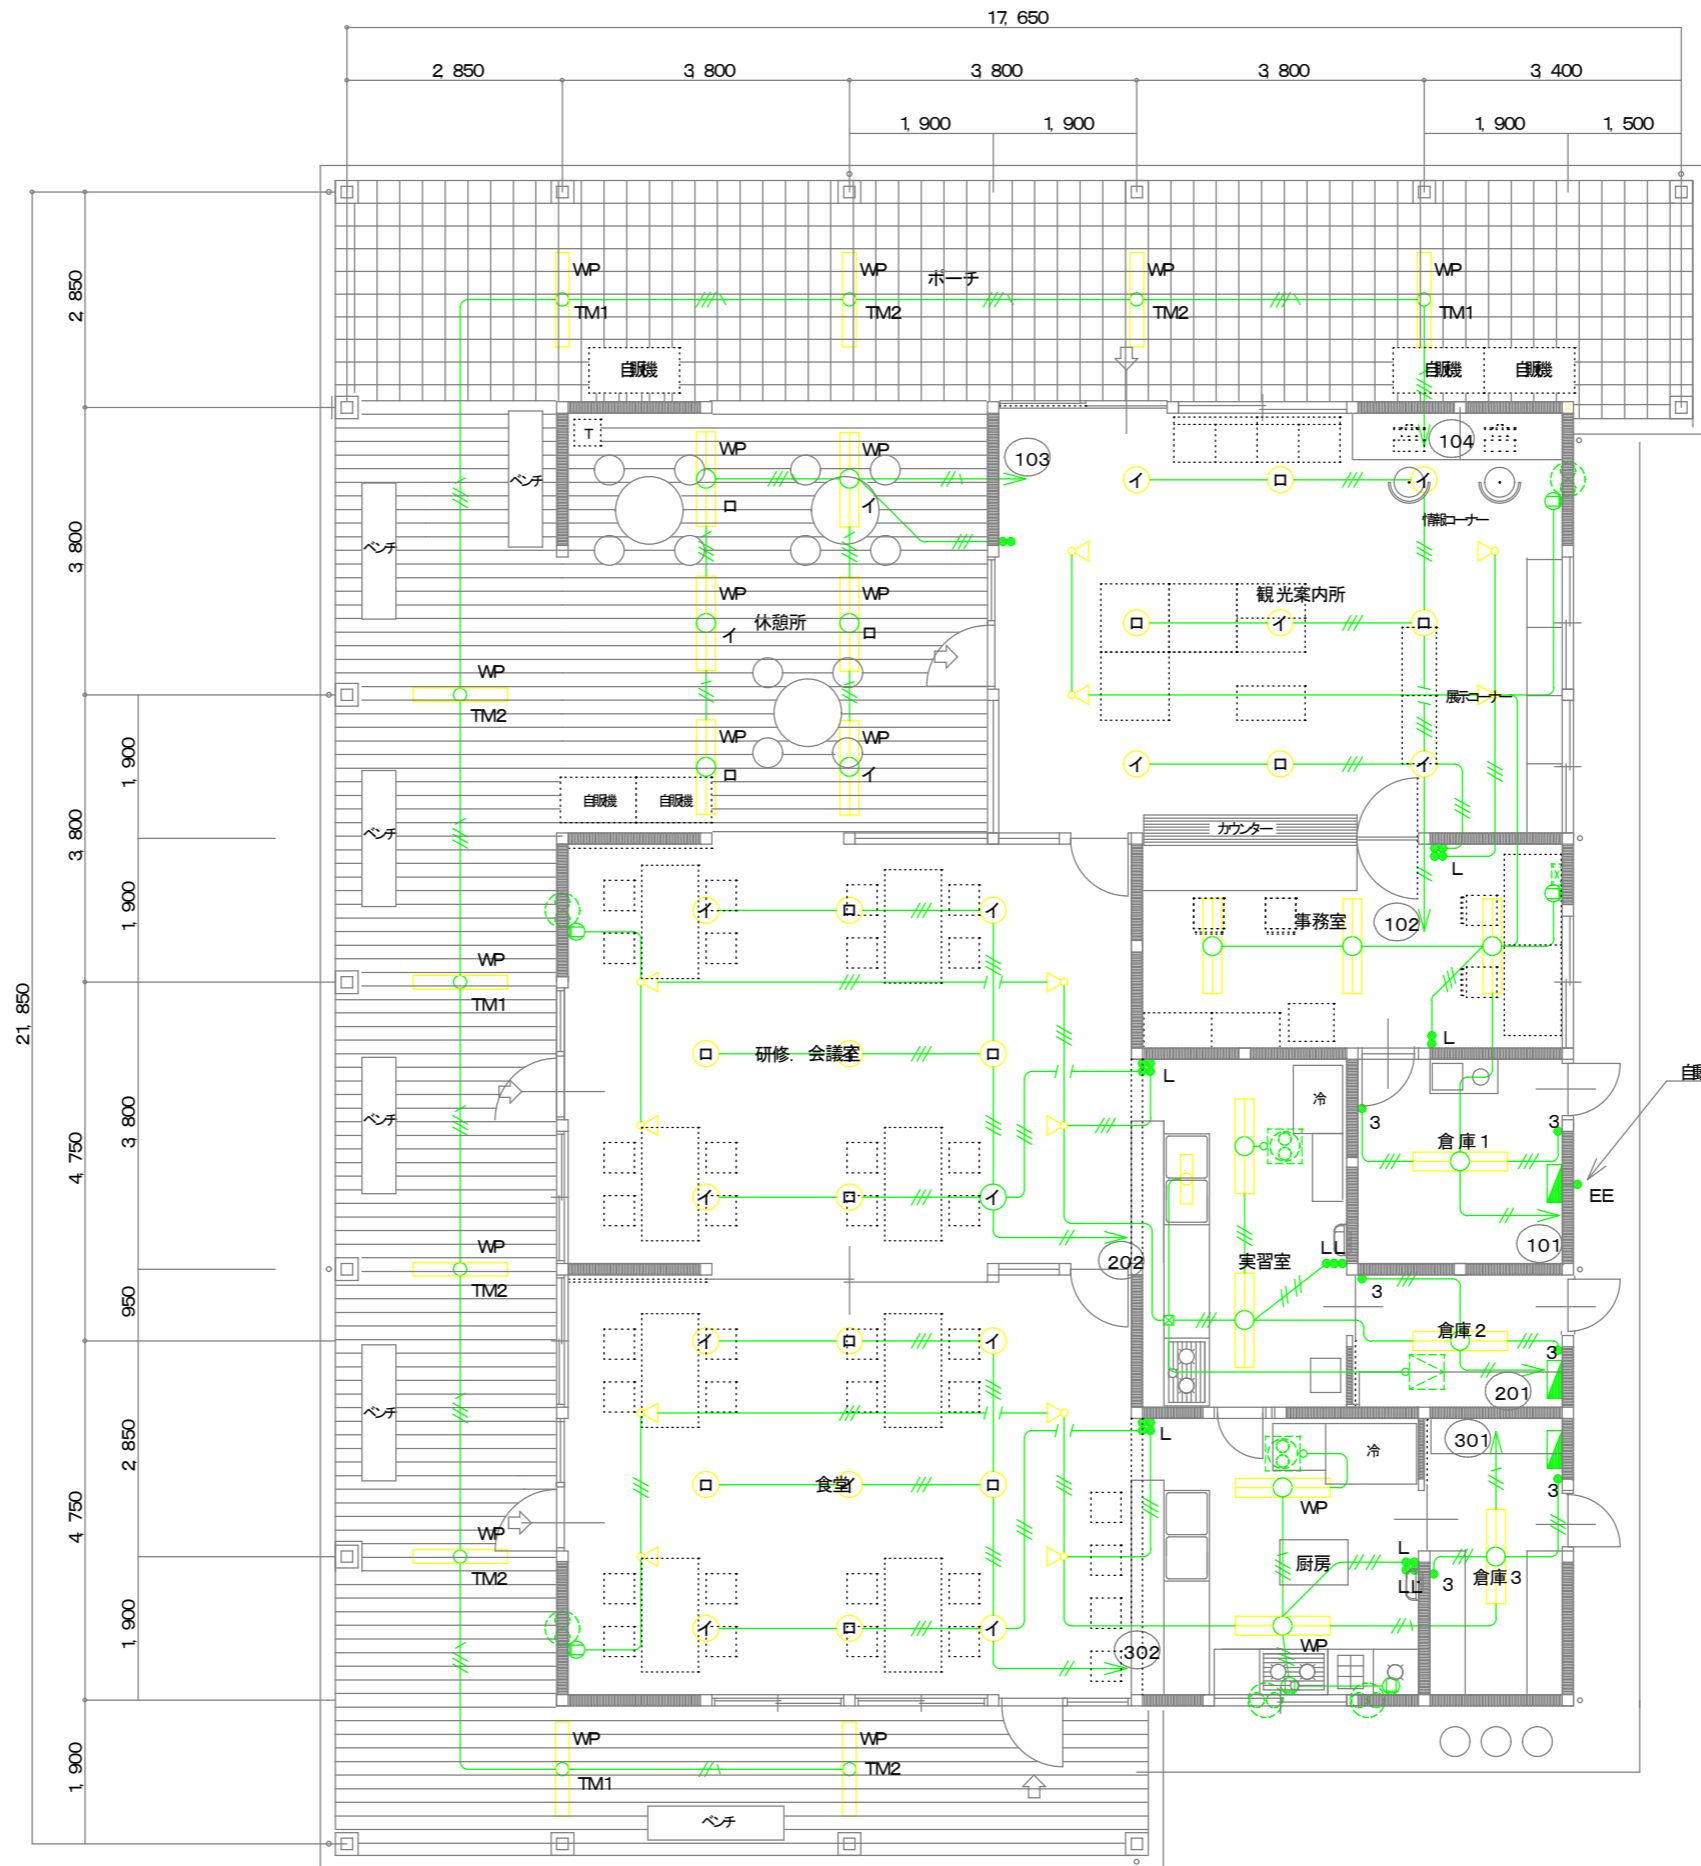 17, 650
2, 850
3, 800
3, 800
3, 800
3, 400
1, 900
1, 900
1, 900
1, 500
WP
WP
ポーチ
WP
WP
TM1
TM2
TM2
TM1
2, 850
自販機
自販機
自販機
T
WP
WP
103
104
イ
ロ
イ
ベンチ
ロ
イ
情報コーナー
ベンチ
3, 800
WP
WP
観光案内所
休憩所
イ
ロ
ロ
イ
ロ
WP
TM2
展示コーナー
WP
WP
1, 900
ロ
イ
イ
ロ
イ
自販機
自販機
ベンチ
カウンター
3, 800
L
イ
ロ
イ
事務室
102
1, 900
WP
TM1
21, 850
L
ロ
研修．会議室
イ
ロ
L
冷
自
ベンチ
3
3
倉庫1
3, 800
4, 750
イ
ロ
イ
EE
WP
TM2
202
実習室
LL
101
950
3
イ
ロ
イ
倉庫2
3
201
ベンチ
L
301
冷
2, 850
ロ
食堂
イ
ロ
3
WP
4, 750
WP
TM2
厨房
L
LL
3
倉庫3
1, 900
イ
ロ
イ
302
WP
WP
WP
1, 900
TM1
TM2
ベンチ